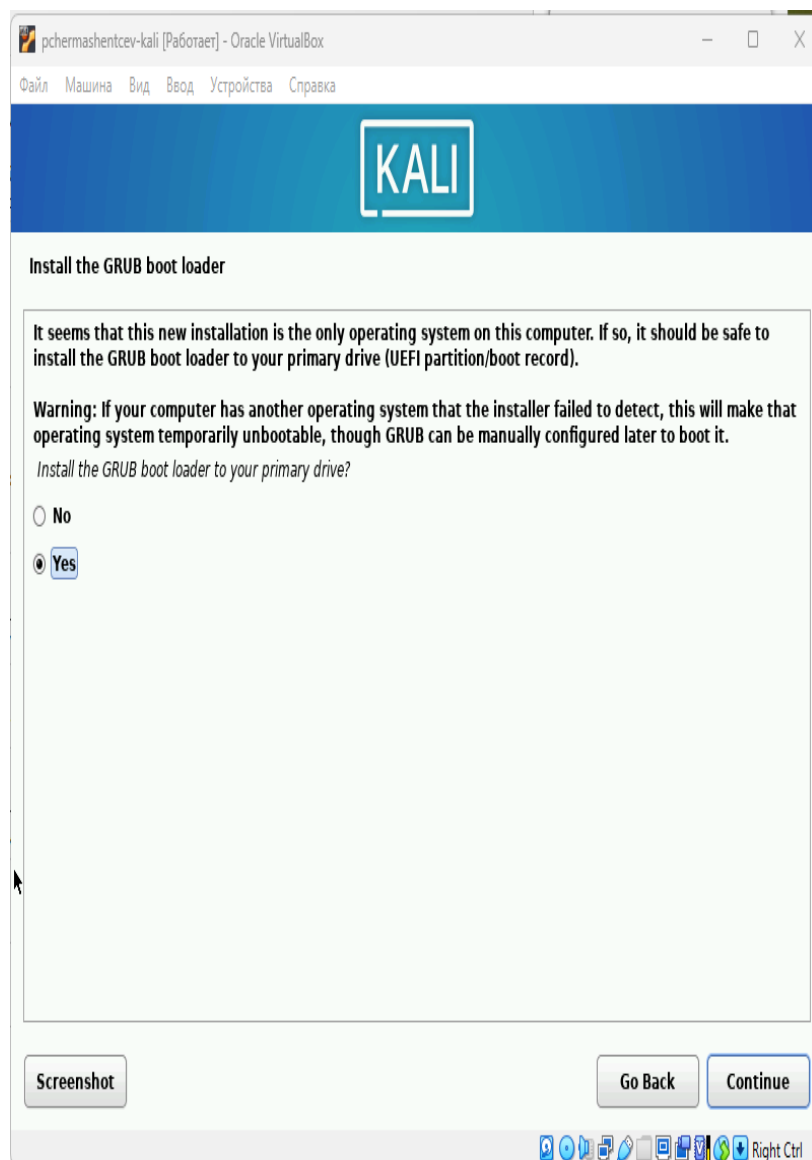 pchermashentcev-kali [Работает] - Oracle VirtualBox
Файл Машина Вид Ввод Устройства Справка
KALI
Install the GRUB boot loader
It seems that this new installation is the only operating system on this computer. If so, it should be safe to
install the GRUB boot loader to your primary drive (UEFI partition/boot record).
Warning: If your computer has another operating system that the installer failed to detect, this will make that
operating system temporarily unbootable, though GRUB can be manually configured later to boot it.
Install the GRUB boot loader to your primary drive?
No
Yes
Screenshot Go Back Continue
Right Ctrl